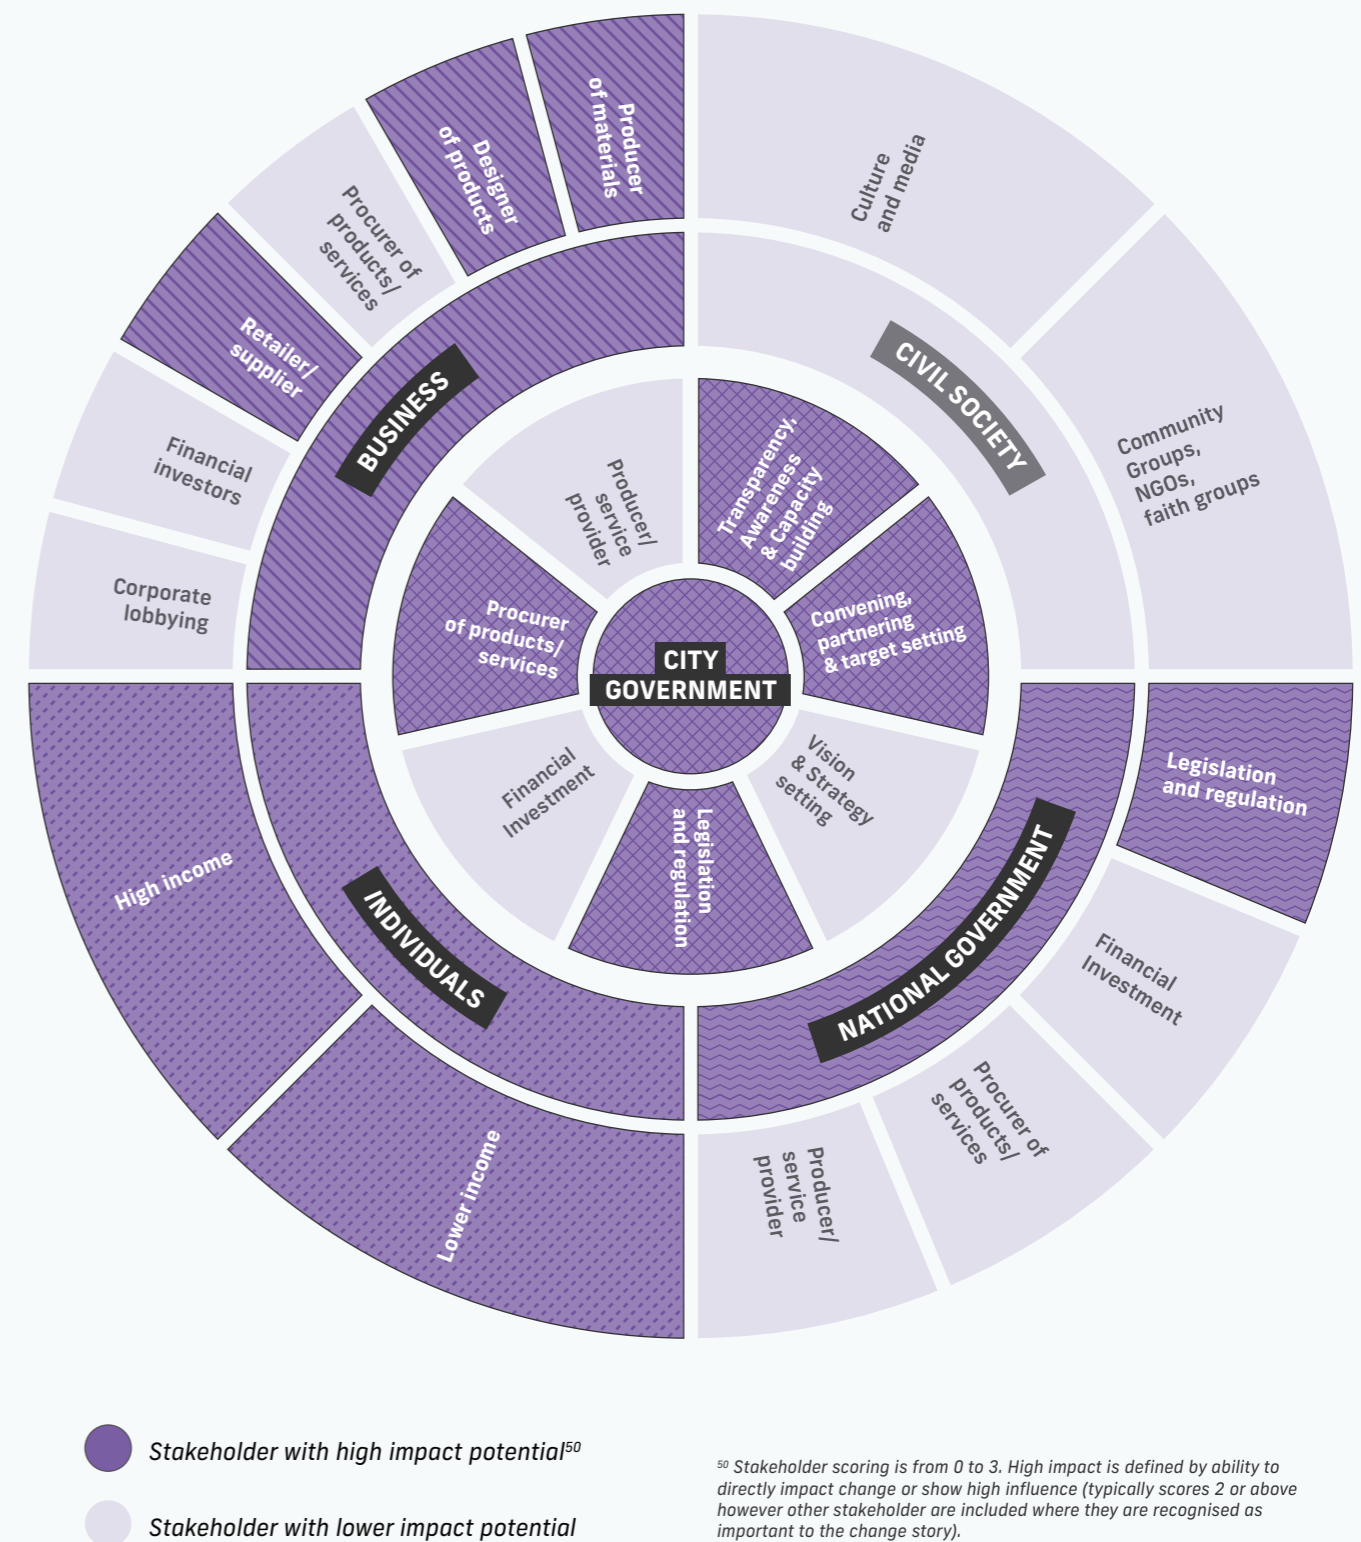 Producer
of materials
Designer
of products
Procurer of
products/
services
Retailer/
supplier
Financial
investors
Corporate
lobbying
BUSINESS
Culture
and media
Community
Groups,
NGOs,
faith groups
CIVIL SOCIETY
Producer/
service
provider
Transparency,
Awareness
& Capacity
building
Procurer
of products/
services
Convening,
partnering
& target setting
CITY
GOVERNMENT
Financial
Investment
Legislation
and regulation
Vision
& Strategy
setting
High income
Lower income
INDIVIDUALS
NATIONAL GOVERNMENT
Legislation
and regulation
Financial
Investment
Procurer of
products/
services
Producer/
service
provider
Stakeholder with high impact potential⁵⁰
Stakeholder with lower impact potential
⁵⁰ Stakeholder scoring is from 0 to 3. High impact is defined by ability to
directly impact change or show high influence (typically scores 2 or above
however other stakeholder are included where they are recognised as
important to the change story).